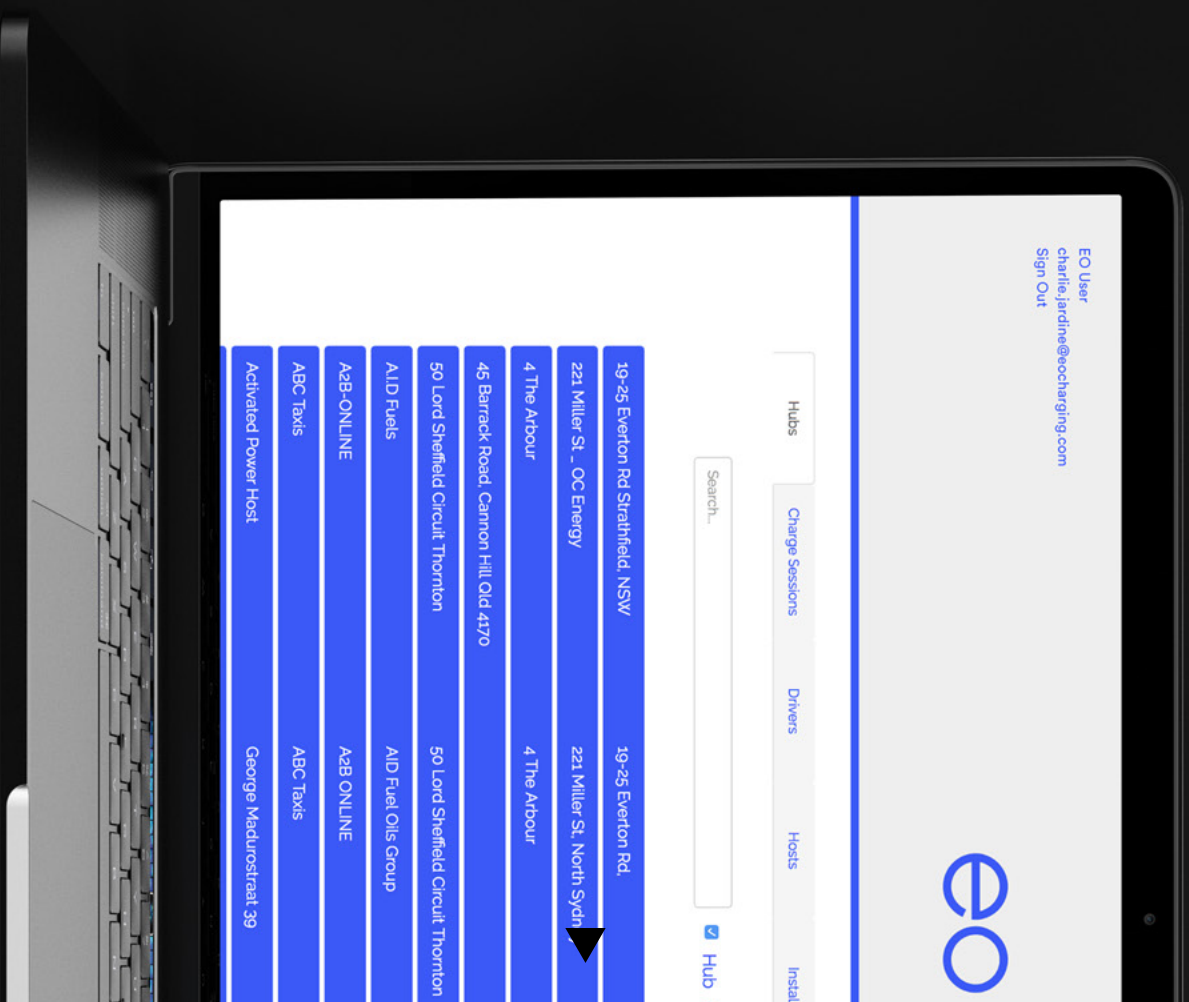 EO User
charlie.jardine@eocharging.com
Sign Out
eo
Hubs Charge Sessions Drivers Hosts Instal
Search... Hub
19-25 Everton Rd Strathfield, NSW 19-25 Everton Rd,
221 Miller St _ OC Energy 221 Miller St, North Sydn
4 The Arbour 4 The Arbour
45 Barrack Road, Cannon Hill Qld 4170
50 Lord Sheffield Circuit Thornton 50 Lord Sheffield Circuit Thornton
A.I.D Fuels AID Fuel Oils Group
A2B-ONLINE A2B ONLINE
ABC Taxis ABC Taxis
Activated Power Host George Madurostraat 39